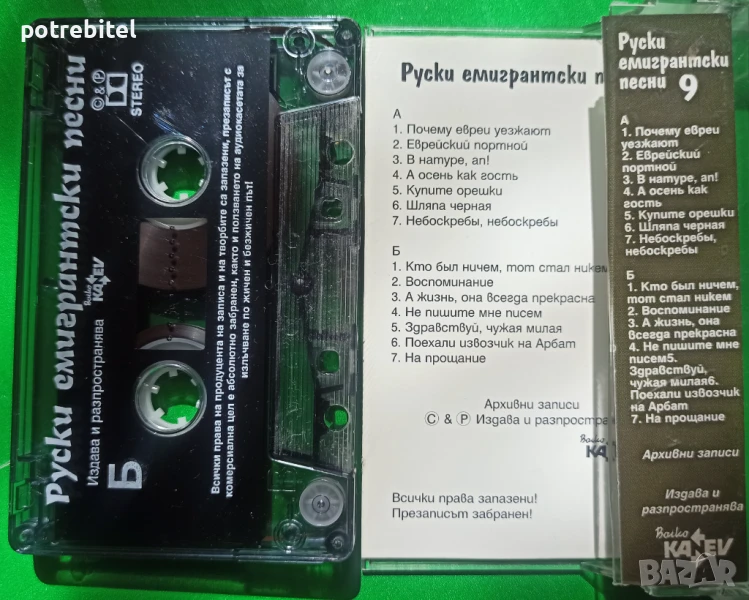 potrebitel
Руски емигрантски песни
Издава и разпространява
Байко
KAЅEV
Б
© & ℗
STEREO
Всички права на продуцента на записа и на творбите са запазени, презаписът с
комерсиална цел е абсолютно забранен, както и ползването на аудиокасетата за
излъчване по жичен и безжичен път!
Руски емигрантски п
А
1. Почему евреи уезжают
2. Еврейский портной
3. В натуре, ап!
4. А осень как гость
5. Купите орешки
6. Шляпа черная
7. Небоскребы, небоскребы
Б
1. Кто был ничем, тот стал никем
2. Воспоминание
3. А жизнь, она всегда прекрасна
4. Не пишите мне писем
5. Здравствуй, чужая милая
6. Поехали извозчик на Арбат
7. На прощание
Архивни записи
© & ℗ Издава и разпростран
Всички права запазени!
Презаписът забранен!
Руски
емигрантски
песни 9
А
1. Почему евреи
уезжают
2. Еврейский
портной
3. В натуре, ап!
4. А осень как
гость
5. Купите орешки
6. Шляпа черная
7. Небоскребы,
небоскребы
Б
1. Кто был ничем,
тот стал никем
2. Воспоминание
3. А жизнь, она
всегда прекрасна
4. Не пишите мне
писем5.
Здравствуй,
чужая милая6.
Поехали извозчик
на Арбат
7. На прощание
Архивни записи
Издава и
разпространява
BAZAR